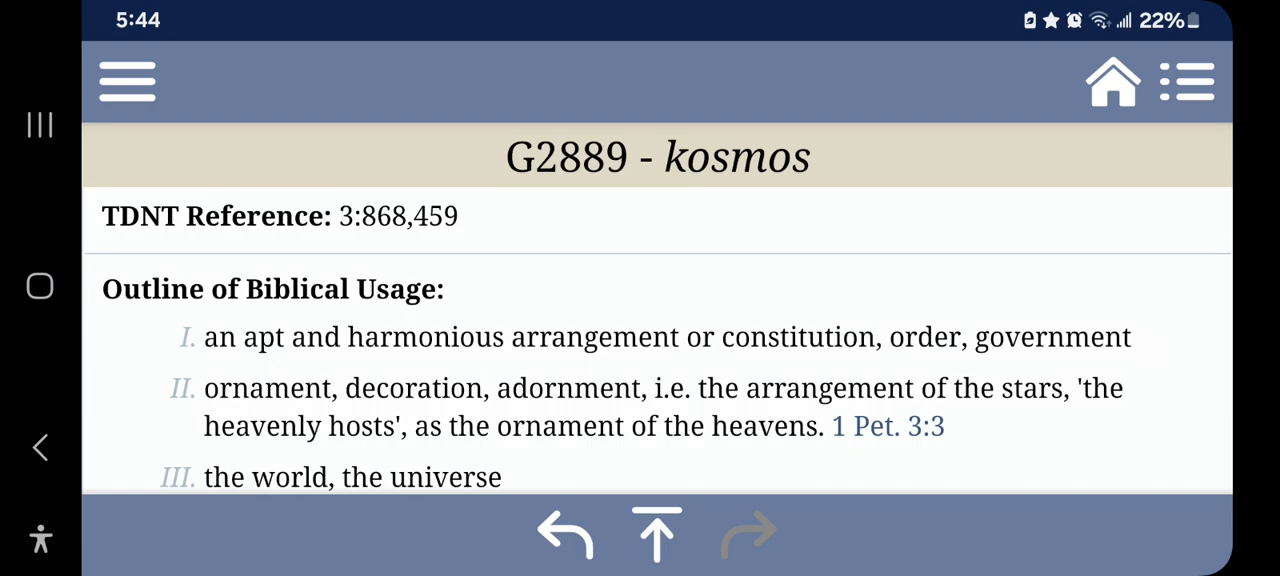 5:44
22%
G2889 - kosmos
TDNT Reference: 3:868,459
Outline of Biblical Usage:
I. an apt and harmonious arrangement or constitution, order, government
II. ornament, decoration, adornment, i.e. the arrangement of the stars, 'the
heavenly hosts', as the ornament of the heavens. 1 Pet. 3:3
III. the world, the universe